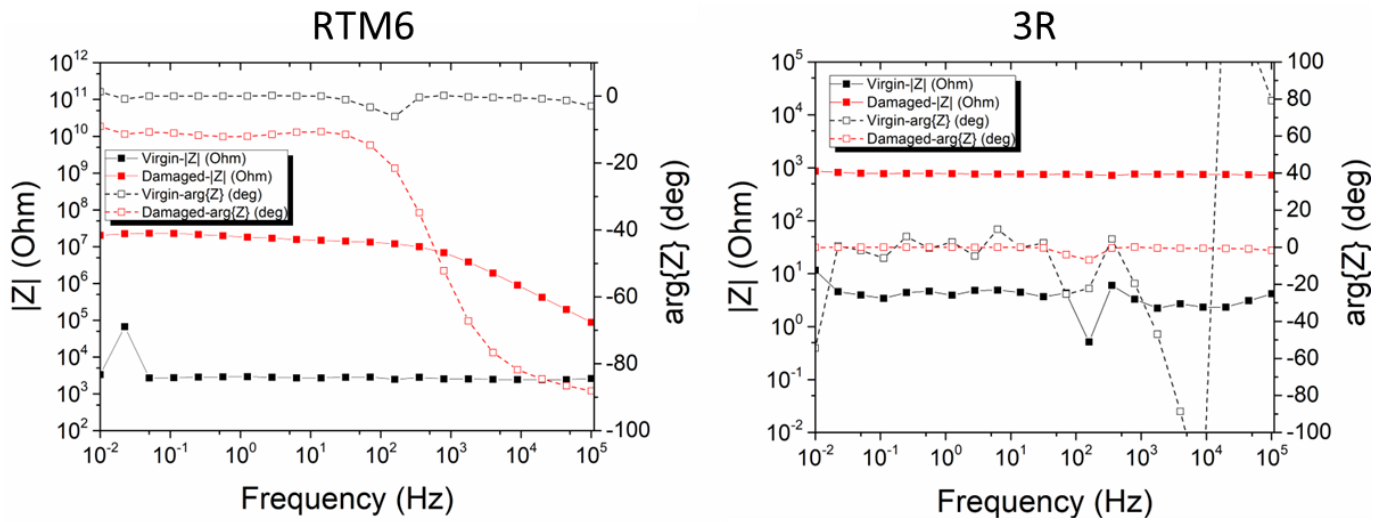 RTM6
10^12
10^11
10^10
10^9
10^8
10^7
10^6
10^5
10^4
10^3
10^2
|Z| (Ohm)
Virgin-|Z| (Ohm)
Damaged-|Z| (Ohm)
Virgin-arg{Z} (deg)
Damaged-arg{Z} (deg)
0
-20
-40
-60
-80
-100
arg{Z} (deg)
10^-2 10^-1 10^0 10^1 10^2 10^3 10^4 10^5
Frequency (Hz)
3R
10^5
10^4
10^3
10^2
10^1
10^0
10^-1
10^-2
|Z| (Ohm)
Virgin-|Z| (Ohm)
Damaged-|Z| (Ohm)
Virgin-arg{Z} (deg)
Damaged-arg{Z} (deg)
100
80
60
40
20
0
-20
-40
-60
-80
-100
arg{Z} (deg)
10^-2 10^-1 10^0 10^1 10^2 10^3 10^4 10^5
Frequency (Hz)